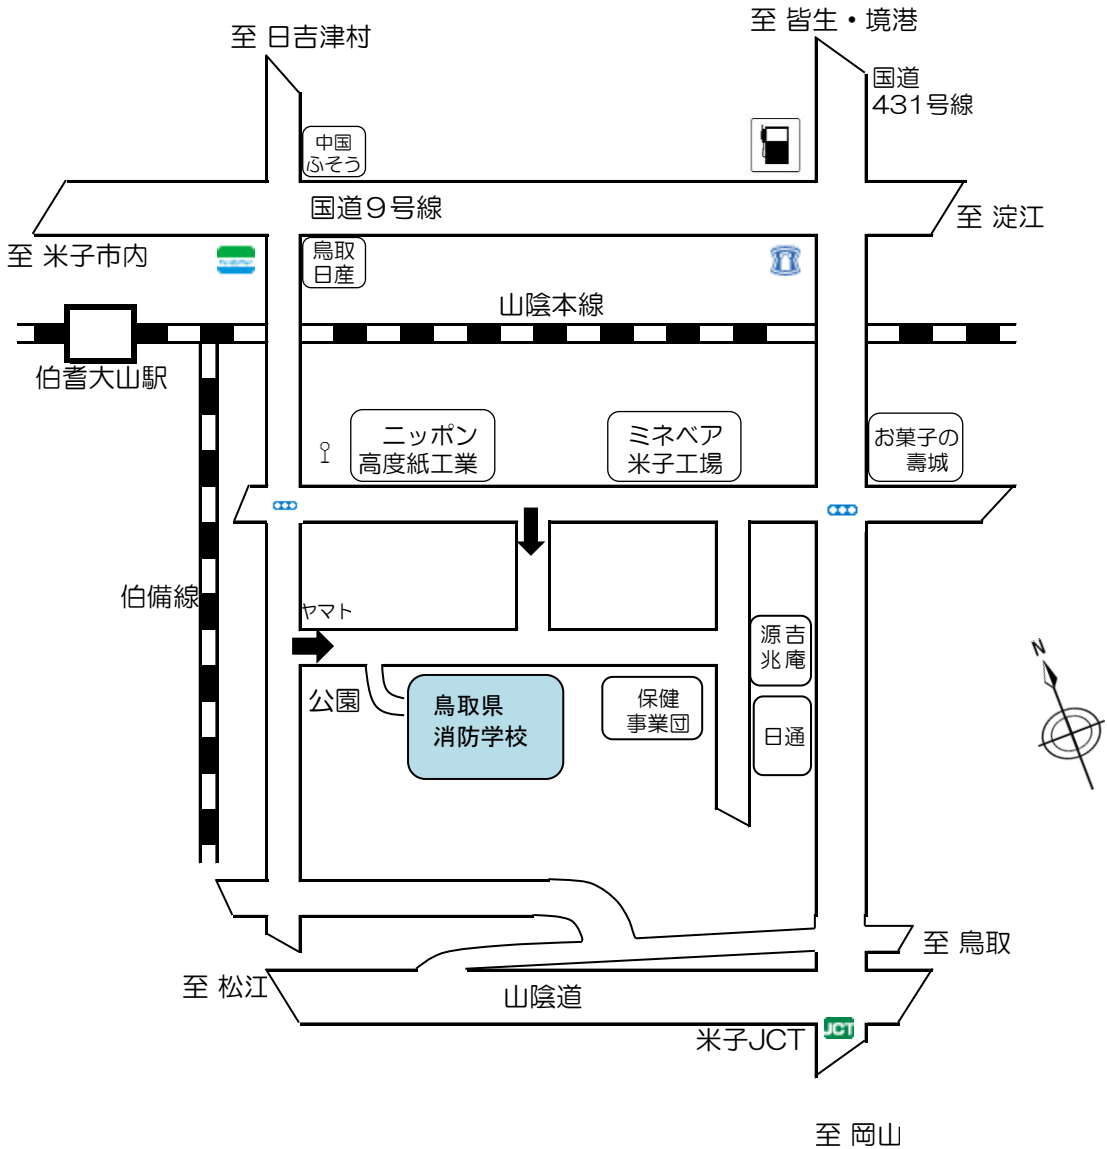 至 皆生・境港
至 日吉津村
国道
431号線
中国
ふそう
国道9号線
至 淀江
至 米子市内
鳥取
日産
山陰本線
伯耆大山駅
ニッポン
高度紙工業
ミネベア
米子工場
お菓子の
壽城
伯備線
ヤマト
源吉
兆庵
N
公園
鳥取県
消防学校
保健
事業団
日通
至 鳥取
至 松江
山陰道
JCT
米子JCT
至 岡山